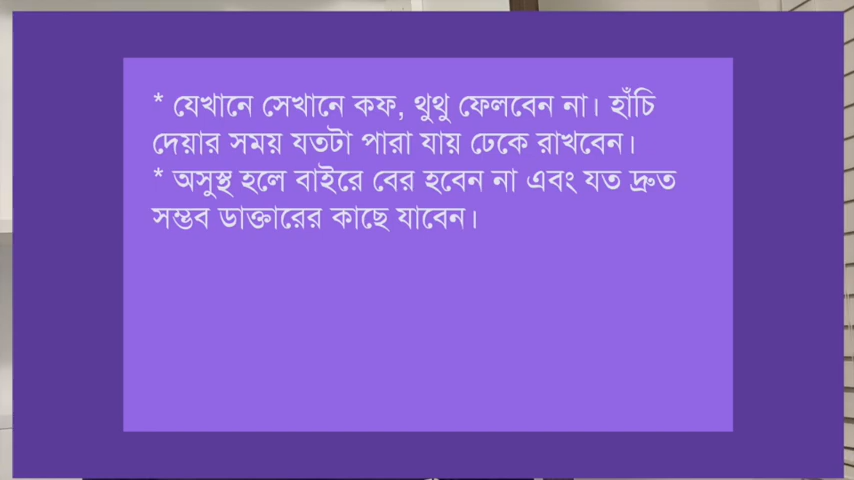 * যেখানে সেখানে কফ, থুথু ফেলবেন না। হাঁচি
দেয়ার সময় যতটা পারা যায় ঢেকে রাখবেন।
* অসুস্থ হলে বাইরে বের হবেন না এবং যত দ্রুত
সম্ভব ডাক্তারের কাছে যাবেন।